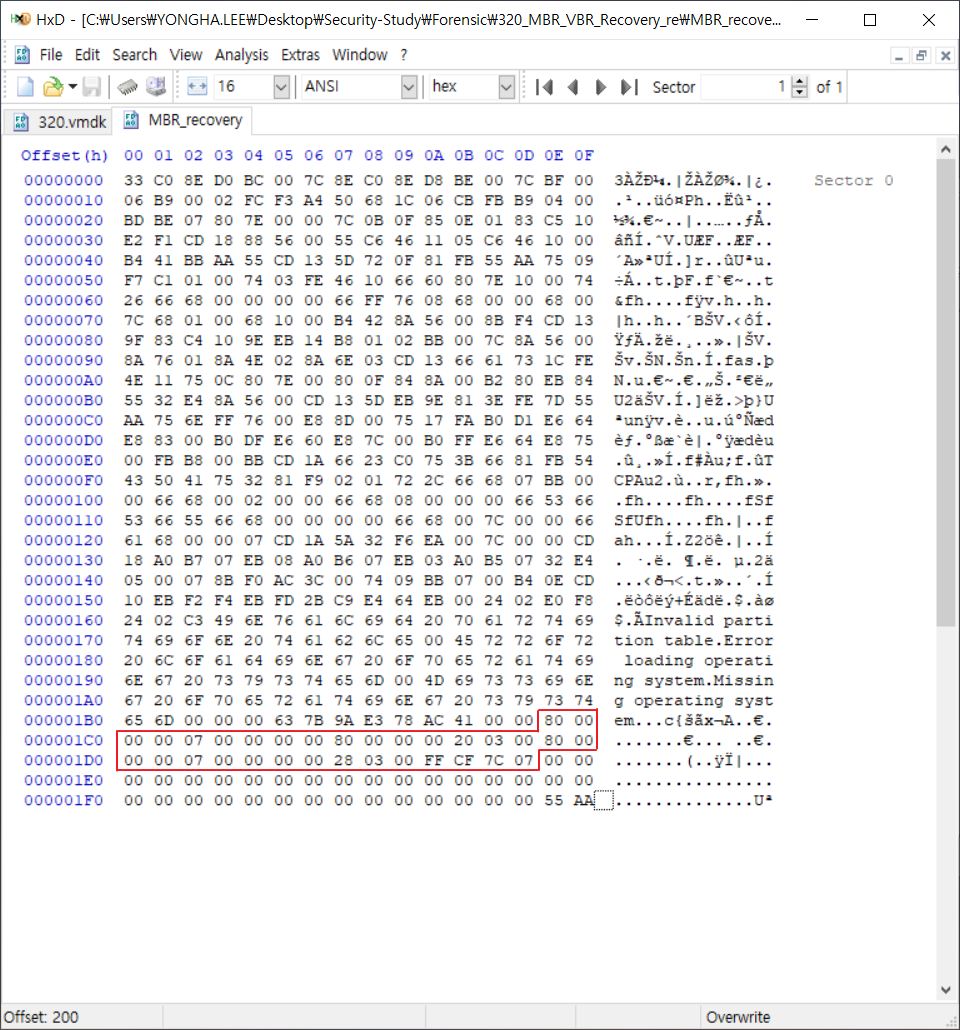 HxD - [C:₩Users₩YONGHA.LEE₩Desktop₩Security-Study₩Forensic₩320_MBR_VBR_Recovery_re₩MBR_recove...
File Edit Search View Analysis Extras Window ?
16 ANSI hex Sector 1 of 1
320.vmdk MBR_recovery
Offset(h) 00 01 02 03 04 05 06 07 08 09 0A 0B 0C 0D 0E 0F
00000000 33 C0 8E D0 BC 00 7C 8E C0 8E D8 BE 00 7C BF 00 3ÀŽÐ¼.|ŽÀŽØ¾.|¿. Sector 0
00000010 06 B9 00 02 FC F3 A4 50 68 1C 06 CB FB B9 04 00 .¹..üó¤Ph..Ëû¹..
00000020 BD BE 07 80 7E 00 00 7C 0B 0F 85 0E 01 83 C5 10 ½¾.€~..|..…..ƒÅ.
00000030 E2 F1 CD 18 88 56 00 55 C6 46 11 05 C6 46 10 00 âñÍ.ˆV.UÆF..ÆF..
00000040 B4 41 BB AA 55 CD 13 5D 72 0F 81 FB 55 AA 75 09 ´A»ªUÍ.]r..ûUªu.
00000050 F7 C1 01 00 74 03 FE 46 10 66 60 80 7E 10 00 74 ÷Á..t.þF.f`€~..t
00000060 26 66 68 00 00 00 00 66 FF 76 08 68 00 00 68 00 &fh....fÿv.h..h.
00000070 7C 68 01 00 68 10 00 B4 42 8A 56 00 8B F4 CD 13 |h..h..´BŠV.‹ôÍ.
00000080 9F 83 C4 10 9E EB 14 B8 01 02 BB 00 7C 8A 56 00 ŸƒÄ.žë.¸..».|ŠV.
00000090 8A 76 01 8A 4E 02 8A 6E 03 CD 13 66 61 73 1C FE Šv.ŠN.Šn.Í.fas.þ
000000A0 4E 11 75 0C 80 7E 00 80 0F 84 8A 00 B2 80 EB 84 N.u.€~.€.„Š.²€ë„
000000B0 55 32 E4 8A 56 00 CD 13 5D EB 9E 81 3E FE 7D 55 U2äŠV.Í.]ëž.>þ}U
000000C0 AA 75 6E FF 76 00 E8 8D 00 75 17 FA B0 D1 E6 64 ªunÿv.è..u.ú°Ñæd
000000D0 E8 83 00 B0 DF E6 60 E8 7C 00 B0 FF E6 64 E8 75 èƒ.°ßæ`è|.°ÿædèu
000000E0 00 FB B8 00 BB CD 1A 66 23 C0 75 3B 66 81 FB 54 .û¸.»Í.f#Àu;f.ûT
000000F0 43 50 41 75 32 81 F9 02 01 72 2C 66 68 07 BB 00 CPAu2.ù..r,fh.».
00000100 00 66 68 00 02 00 00 66 68 08 00 00 00 66 53 66 .fh....fh....fSf
00000110 53 66 55 66 68 00 00 00 00 66 68 00 7C 00 00 66 SfUfh....fh.|..f
00000120 61 68 00 00 07 CD 1A 5A 32 F6 EA 00 7C 00 00 CD ah...Í.Z2öê.|..Í
00000130 18 A0 B7 07 EB 08 A0 B6 07 EB 03 A0 B5 07 32 E4 . ·.ë. ¶.ë. µ.2ä
00000140 05 00 07 8B F0 AC 3C 00 74 09 BB 07 00 B4 0E CD ...‹ð¬<.t.»..´.Í
00000150 10 EB F2 F4 EB FD 2B C9 E4 64 EB 00 24 02 E0 F8 .ëòôëý+Éädë.$.àø
00000160 24 02 C3 49 6E 76 61 6C 69 64 20 70 61 72 74 69 $.ÃInvalid parti
00000170 74 69 6F 6E 20 74 61 62 6C 65 00 45 72 72 6F 72 tion table.Error
00000180 20 6C 6F 61 64 69 6E 67 20 6F 70 65 72 61 74 69 loading operati
00000190 6E 67 20 73 79 73 74 65 6D 00 4D 69 73 73 69 6E ng system.Missin
000001A0 67 20 6F 70 65 72 61 74 69 6E 67 20 73 79 73 74 g operating syst
000001B0 65 6D 00 00 00 63 7B 9A E3 78 AC 41 00 00 80 00 em...c{šãx¬A..€.
000001C0 00 00 07 00 00 00 00 80 00 00 00 20 03 00 80 00 .......€... ..€.
000001D0 00 00 07 00 00 00 00 28 03 00 FF CF 7C 07 00 00 .......(..ÿÏ|...
000001E0 00 00 00 00 00 00 00 00 00 00 00 00 00 00 00 00 ................
000001F0 00 00 00 00 00 00 00 00 00 00 00 00 00 00 55 AA ..............Uª
Offset: 200 Overwrite